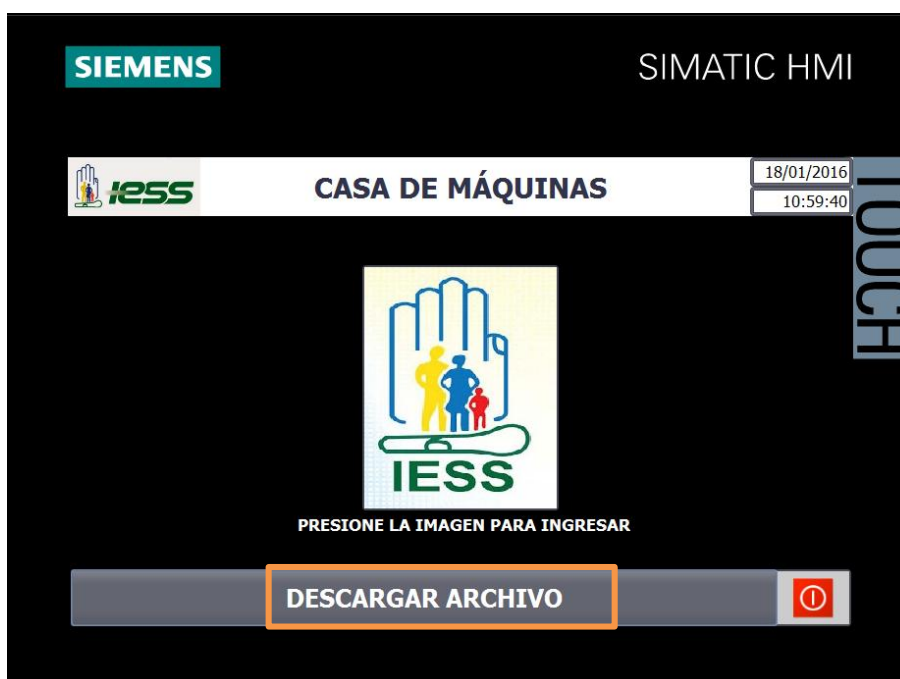 SIEMENS
SIMATIC HMI
IESS
CASA DE MÁQUINAS
18/01/2016
10:59:40
TOUCH
IESS
PRESIONE LA IMAGEN PARA INGRESAR
DESCARGAR ARCHIVO